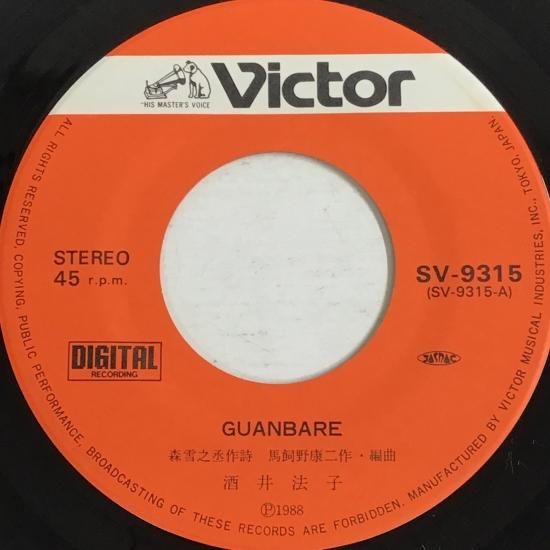 "HIS MASTER'S VOICE"
Victor
STEREO
45 r.p.m.
SV-9315
(SV-9315-A)
DIGITAL
RECORDING
JASRAC
GUANBARE
森雪之丞作詩 馬飼野康二作・編曲
酒井法子
Ⓟ1988
ALL RIGHTS RESERVED, COPYING, PUBLIC PERFORMANCE, BROADCASTING OF THESE RECORDS ARE FORBIDDEN. MANUFACTURED BY VICTOR MUSICAL INDUSTRIES, INC., TOKYO, JAPAN.